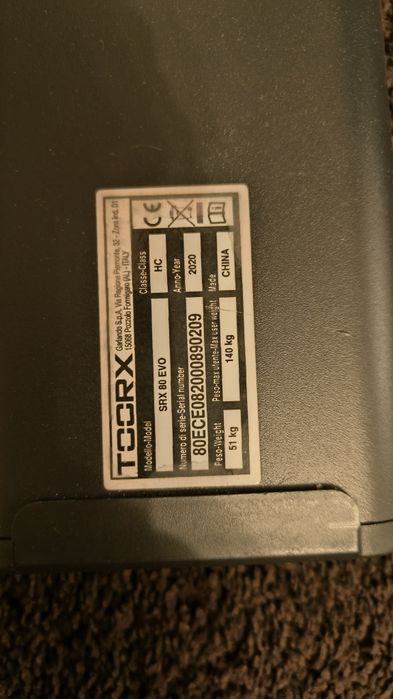 TOORX
Garlando S.p.A. Via Regione Piemonte, 32 - Zona Ind. D1
15068 Pozzolo Formigaro (AL) - ITALY
Modello-Model
Classe-Class
SRX 80 EVO
HC
Numero di serie-Serial number
Anno-Year
80ECE082000890209
2020
Peso-Weight
Peso-max utente-Max user weight
Made
51 kg
140 kg
CHINA
CE